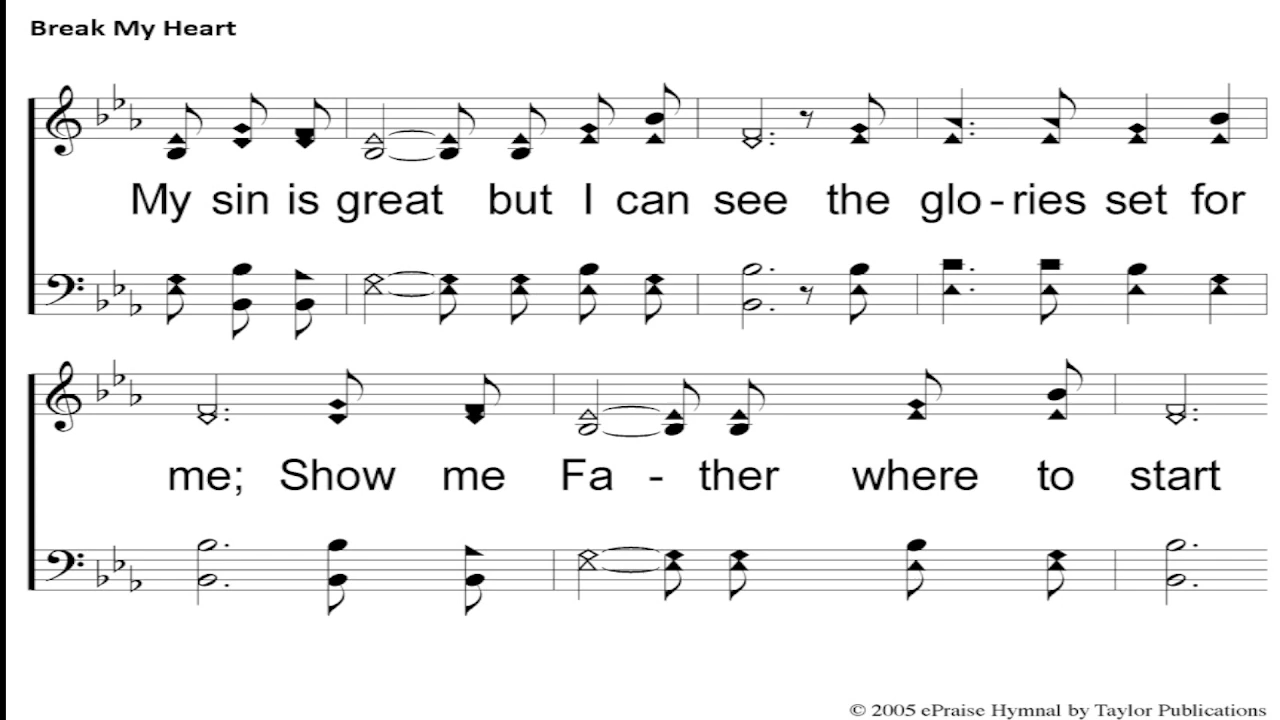 Break My Heart
My sin is great but I can see the glo-ries set for
me; Show me Fa - ther where to start
© 2005 ePraise Hymnal by Taylor Publications